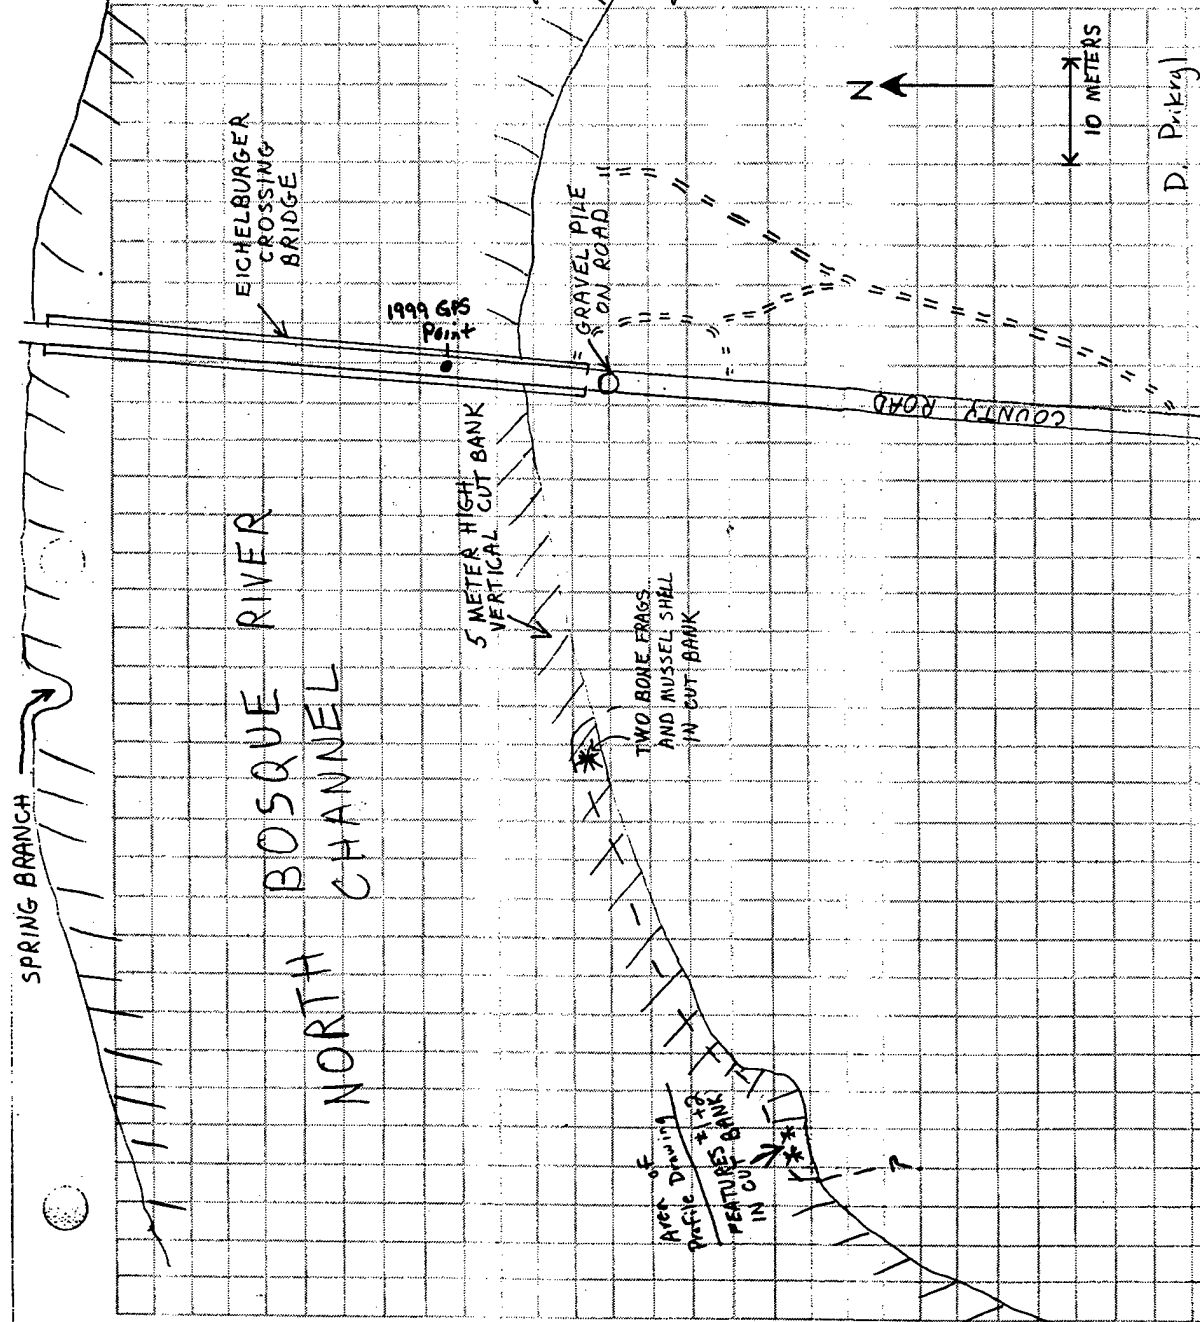 SPRING BRANCH
EICHELBURGER
CROSSING
BRIDGE
1999 GPS
Point
NORTH BOSQUE RIVER
CHANNEL
5 METER HIGH
VERTICAL CUT BANK
GRAVEL PILE
ON ROAD
COUNTY ROAD
TWO BONE FRAGS
AND MUSSEL SHELL
IN CUT BANK
Area of
Profile Drawing
FEATURES #1+2
IN CUT BANK
?
N
10 METERS
D. Prikryl